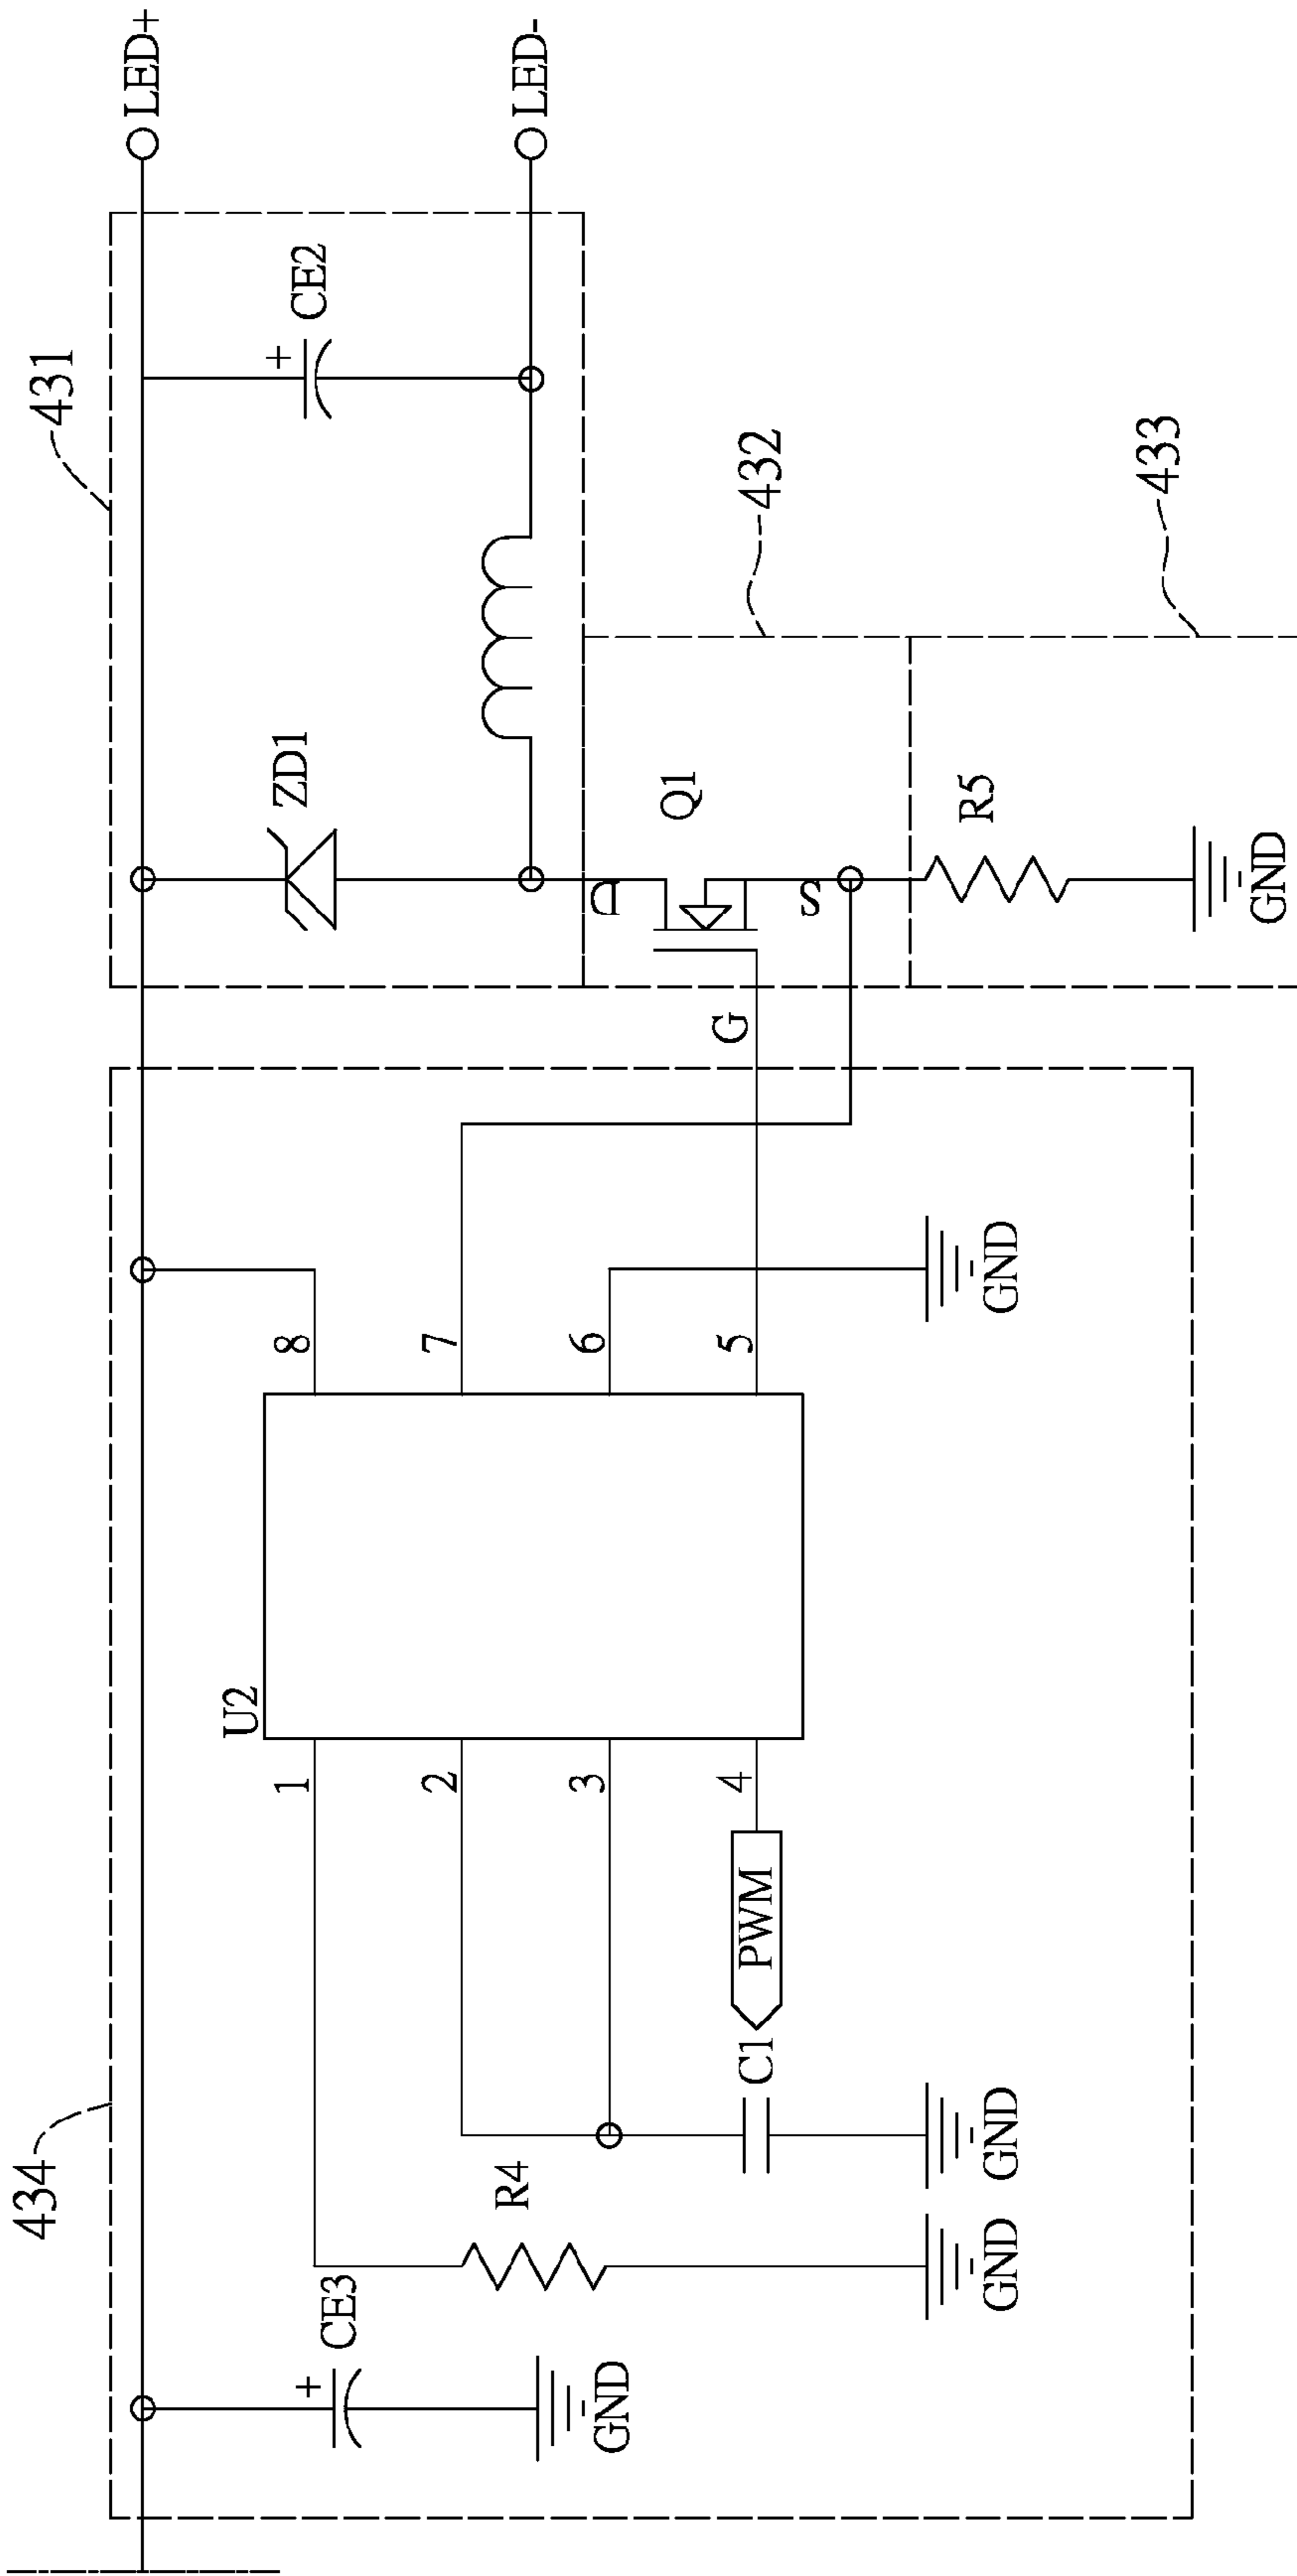 434
431
432
433
LED+
LED-
CE2
+
ZD1
Q1
D
S
G
R5
GND
U2
1
2
3
4
8
7
6
5
PWM
C1
R4
CE3
+
GND
GND
GND
GND